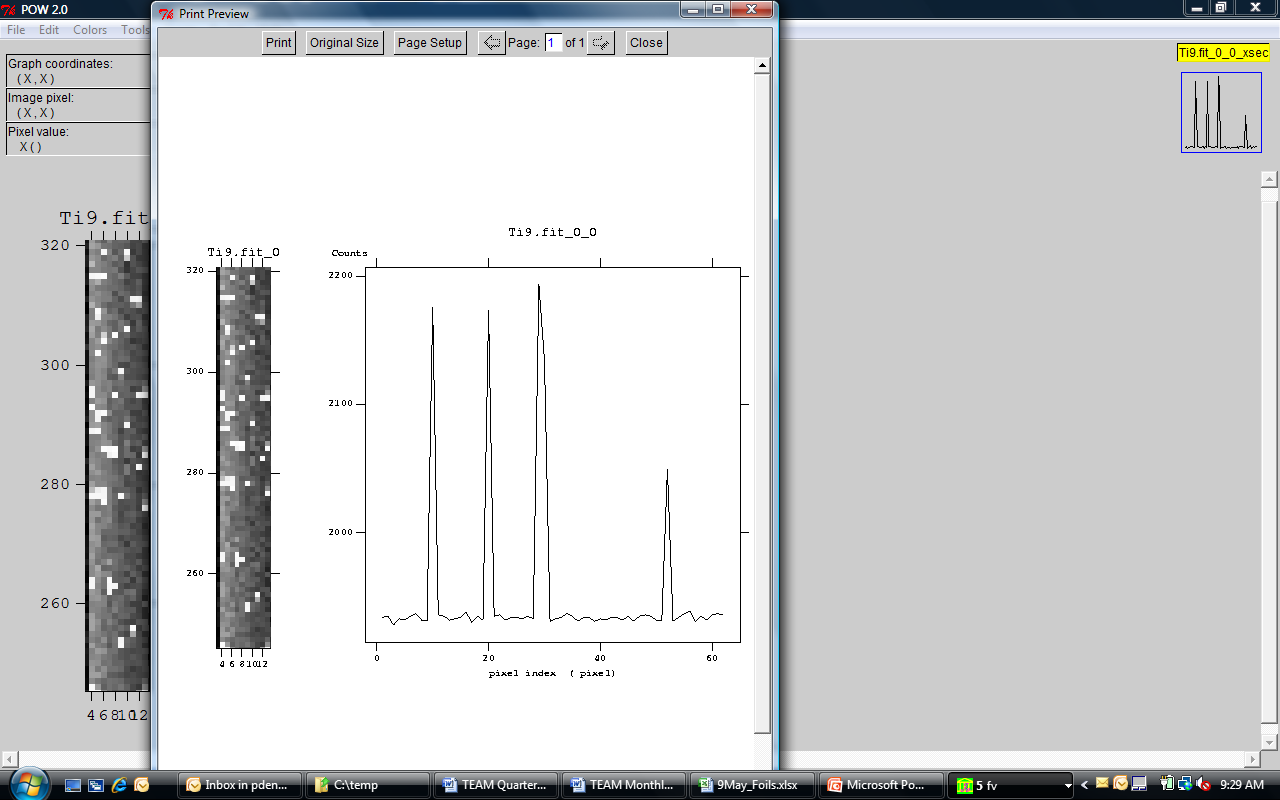 POW 2.0
File Edit Colors Tools
Graph coordinates:
(X,X)
Image pixel:
(X,X)
Pixel value:
X()
Ti9.fit
320
300
280
260
4 6 8 10 12
Print Preview
Print Original Size Page Setup Page: 1 of 1 Close
Ti9.fit_0
320
300
280
260
4 6 8 10 12
Ti9.fit_0_0
Counts
2200
2100
2000
0 20 40 60
pixel index ( pixel)
Ti9.fit_0_0_xsec
Inbox in pden... C:\temp TEAM Quarter... TEAM Monthl... 9May_Foils.xlsx Microsoft Po... 5 fv 9:29 AM